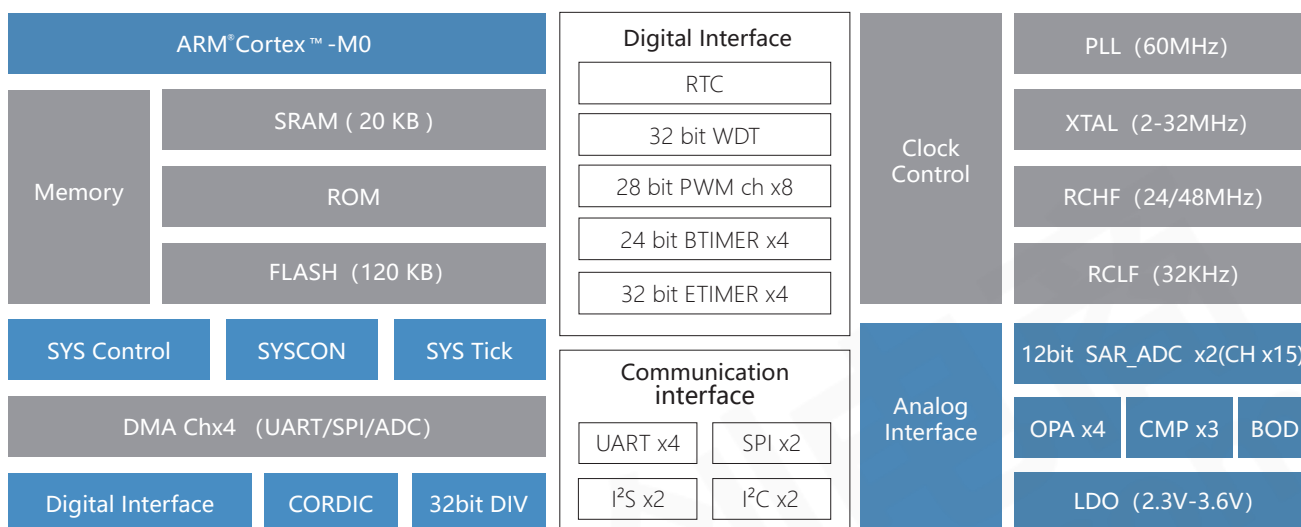 ARM®Cortex™-M0
Memory
SRAM ( 20 KB )
ROM
FLASH (120 KB)
SYS Control
SYSCON
SYS Tick
DMA Chx4 (UART/SPI/ADC)
Digital Interface
CORDIC
32bit DIV
Digital Interface
RTC
32 bit WDT
28 bit PWM ch x8
24 bit BTIMER x4
32 bit ETIMER x4
Communication
interface
UART x4
SPI x2
I²S x2
I²C x2
Clock
Control
PLL (60MHz)
XTAL (2-32MHz)
RCHF (24/48MHz)
RCLF (32KHz)
Analog
Interface
12bit SAR_ADC x2(CH x15)
OPA x4
CMP x3
BOD
LDO (2.3V-3.6V)